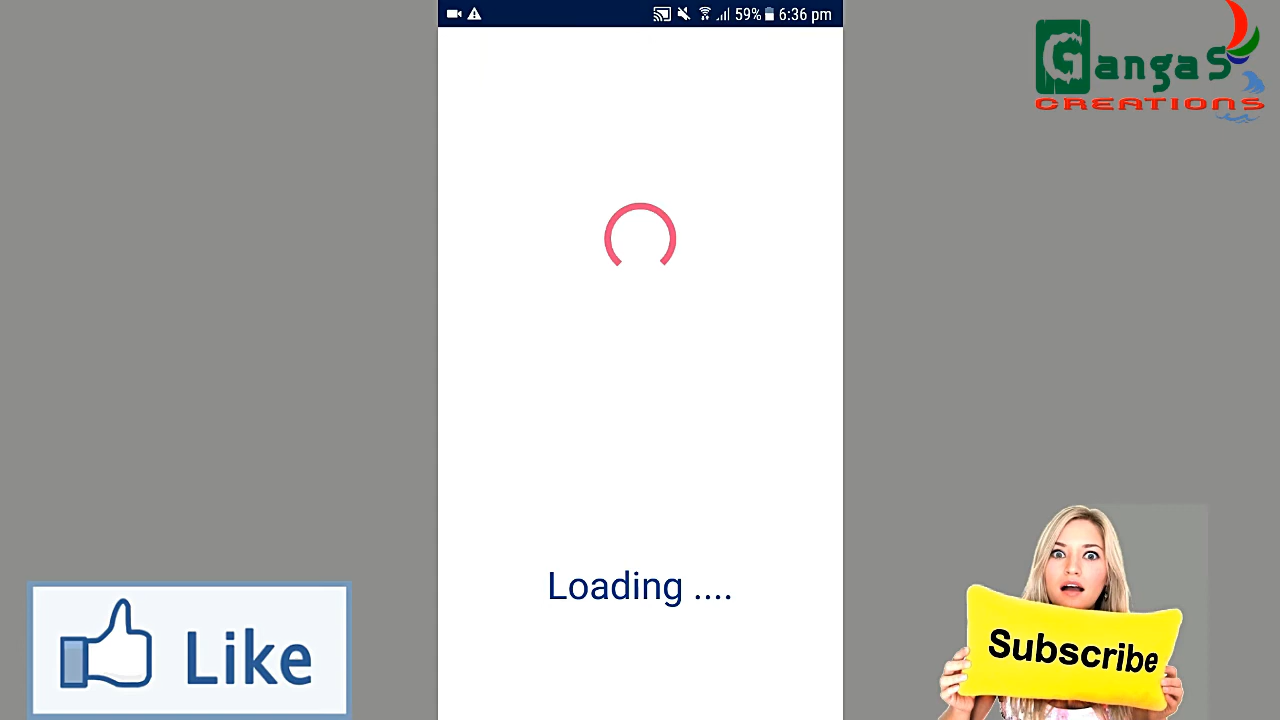 59% 6:36 pm
GangaS
CREATIONS
Loading ....
Like
Subscribe